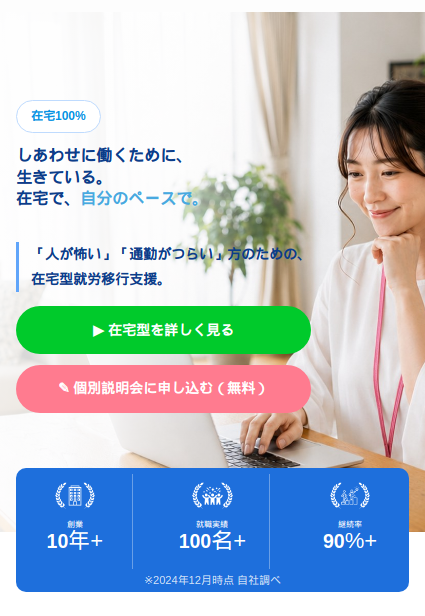 在宅100%
しあわせに働くために、
生きている。
在宅で、自分のペースで。
「人が怖い」「通勤がつらい」方のための、
在宅型就労移行支援。
▶ 在宅型を詳しく見る
✎ 個別説明会に申し込む（無料）
創業
10年+
就職実績
100名+
継続率
90%+
※2024年12月時点 自社調べ